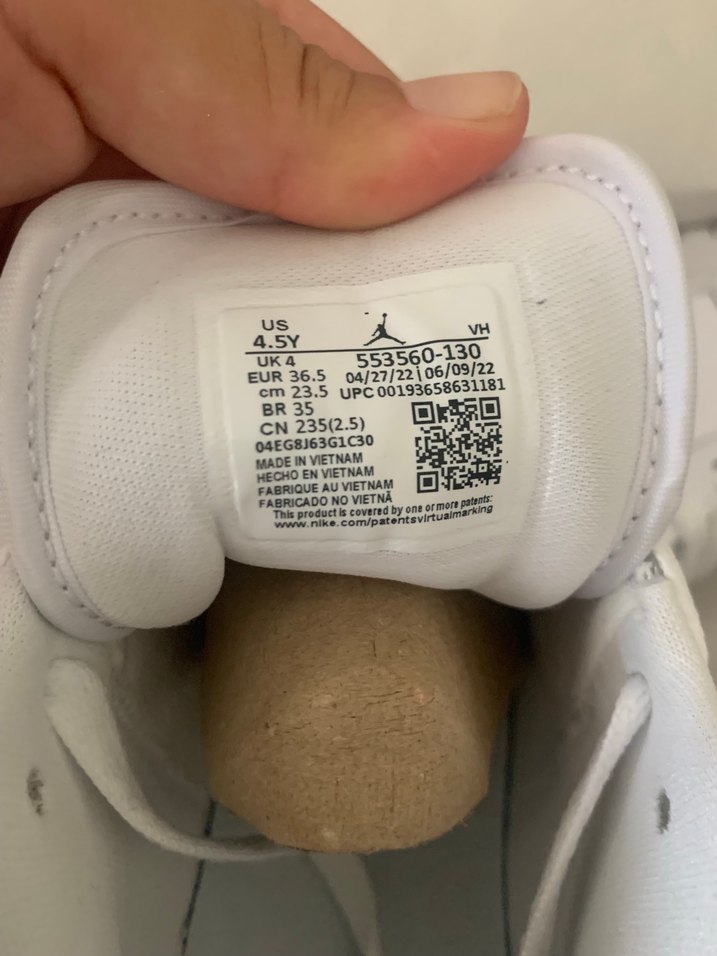 US
4.5Y
VH
UK 4
553560-130
EUR 36.5
04/27/22 | 06/09/22
cm 23.5
UPC 00193658631181
BR 35
CN 235(2.5)
04EG8J63G1C30
MADE IN VIETNAM
HECHO EN VIETNAM
FABRIQUE AU VIETNAM
FABRICADO NO VIETNÃ
This product is covered by one or more patents:
www.nike.com/patentsvirtualmarking